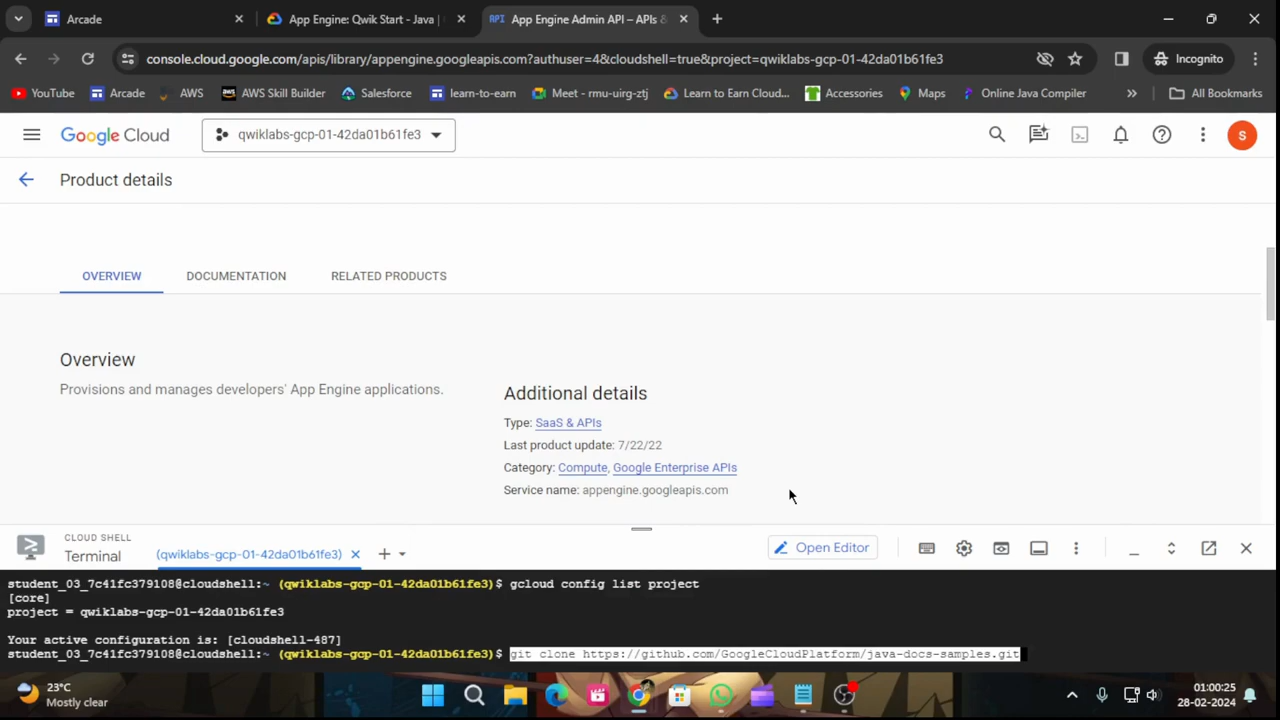 Arcade
App Engine: Qwik Start - Java |
API App Engine Admin API – APIs &
console.cloud.google.com/apis/library/appengine.googleapis.com?authuser=4&cloudshell=true&project=qwiklabs-gcp-01-42da01b61fe3
Incognito
YouTube
Arcade
AWS
AWS Skill Builder
Salesforce
learn-to-earn
Meet - rmu-uirg-ztj
Learn to Earn Cloud...
Accessories
Maps
Online Java Compiler
»
All Bookmarks
Google Cloud
qwiklabs-gcp-01-42da01b61fe3
S
Product details
OVERVIEW
DOCUMENTATION
RELATED PRODUCTS
Overview
Provisions and manages developers' App Engine applications.
Additional details
Type: SaaS & APIs
Last product update: 7/22/22
Category: Compute, Google Enterprise APIs
Service name: appengine.googleapis.com
CLOUD SHELL
Terminal
(qwiklabs-gcp-01-42da01b61fe3)
Open Editor
student_03_7c41fc379108@cloudshell:~ (qwiklabs-gcp-01-42da01b61fe3)$ gcloud config list project
[core]
project = qwiklabs-gcp-01-42da01b61fe3
Your active configuration is: [cloudshell-487]
student_03_7c41fc379108@cloudshell:~ (qwiklabs-gcp-01-42da01b61fe3)$ git clone https://github.com/GoogleCloudPlatform/java-docs-samples.git
23°C
Mostly clear
01:00:25
28-02-2024